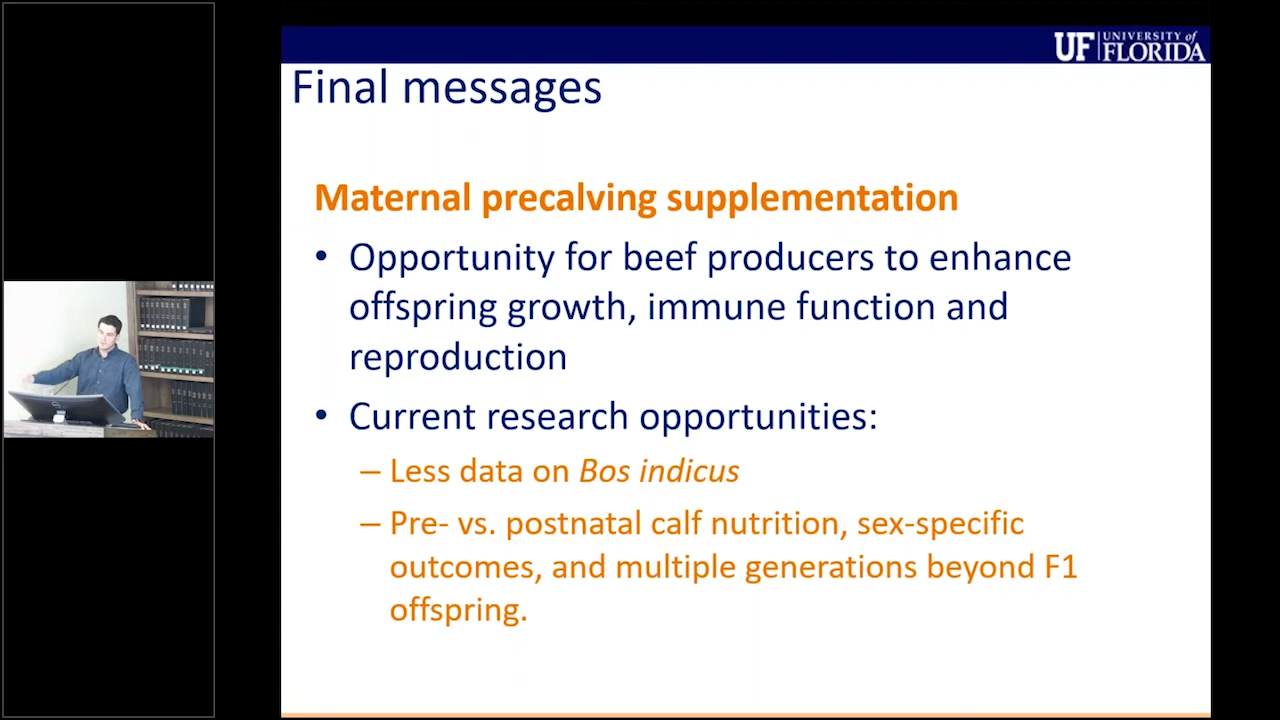 UF UNIVERSITY of FLORIDA
Final messages
Maternal precalving supplementation
• Opportunity for beef producers to enhance
offspring growth, immune function and
reproduction
• Current research opportunities:
– Less data on Bos indicus
– Pre- vs. postnatal calf nutrition, sex-specific
outcomes, and multiple generations beyond F1
offspring.